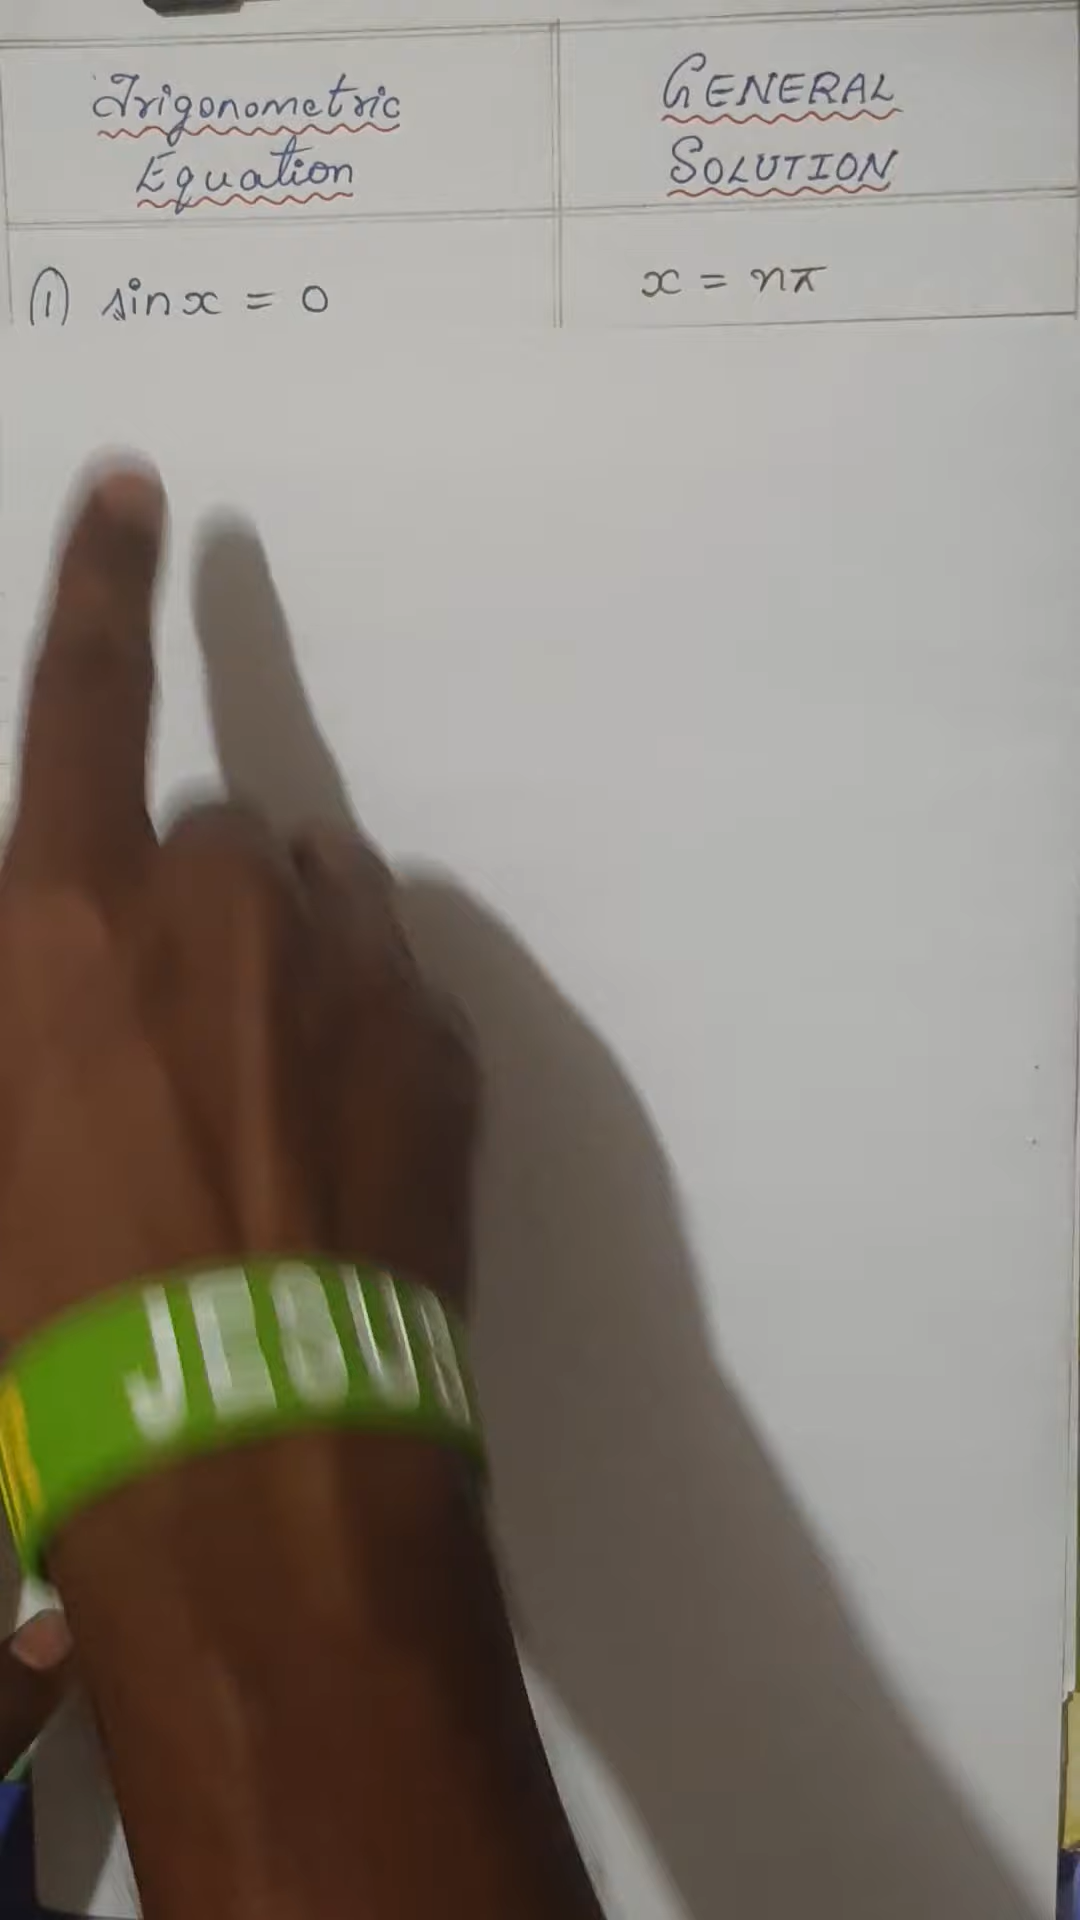 Trigonometric
Equation
GENERAL
SOLUTION
(1) sin x = 0
x = nπ
JESUS